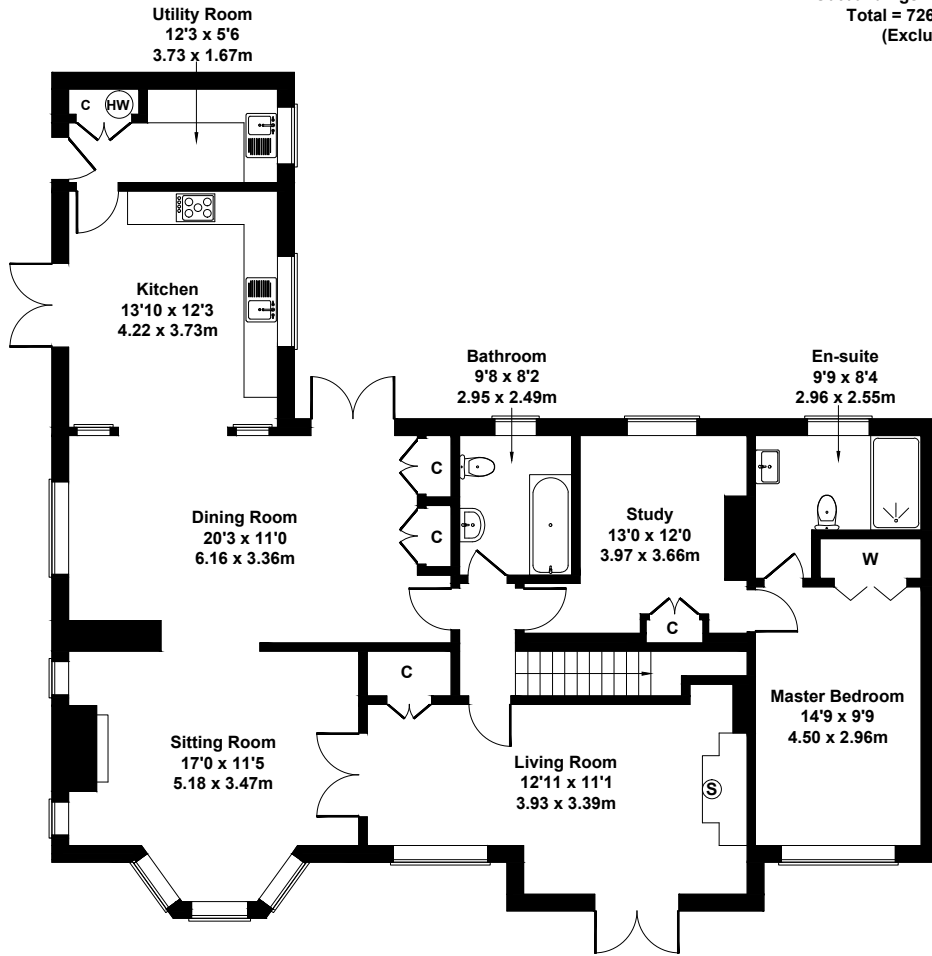 Total = 726
(Exclu
Utility Room
12'3 x 5'6
3.73 x 1.67m
C
HW
Kitchen
13'10 x 12'3
4.22 x 3.73m
Bathroom
9'8 x 8'2
2.95 x 2.49m
En-suite
9'9 x 8'4
2.96 x 2.55m
C
Dining Room
20'3 x 11'0
6.16 x 3.36m
C
Study
13'0 x 12'0
3.97 x 3.66m
W
C
C
Master Bedroom
14'9 x 9'9
4.50 x 2.96m
Sitting Room
17'0 x 11'5
5.18 x 3.47m
Living Room
12'11 x 11'1
3.93 x 3.39m
S